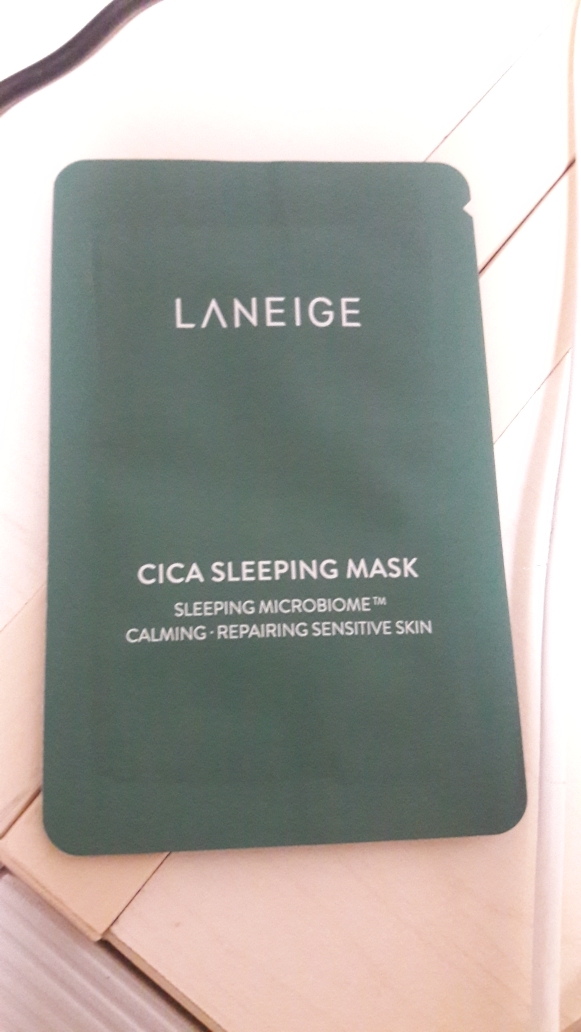 LANEIGE
CICA SLEEPING MASK
SLEEPING MICROBIOME™
CALMING · REPAIRING SENSITIVE SKIN